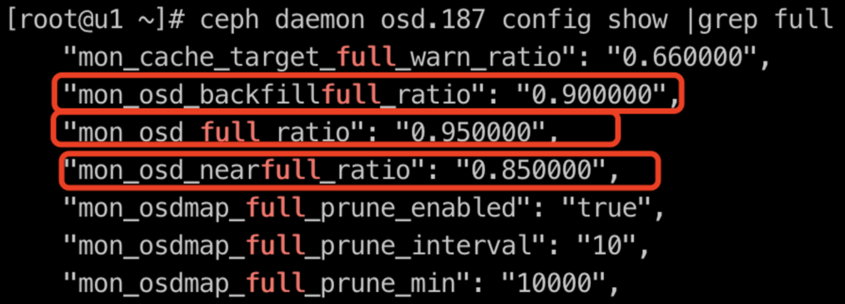 [root@u1 ~]# ceph daemon osd.187 config show |grep full
"mon_cache_target_full_warn_ratio": "0.660000",
"mon_osd_backfillfull_ratio": "0.900000",
"mon_osd_full_ratio": "0.950000",
"mon_osd_nearfull_ratio": "0.850000",
"mon_osdmap_full_prune_enabled": "true",
"mon_osdmap_full_prune_interval": "10",
"mon_osdmap_full_prune_min": "10000",